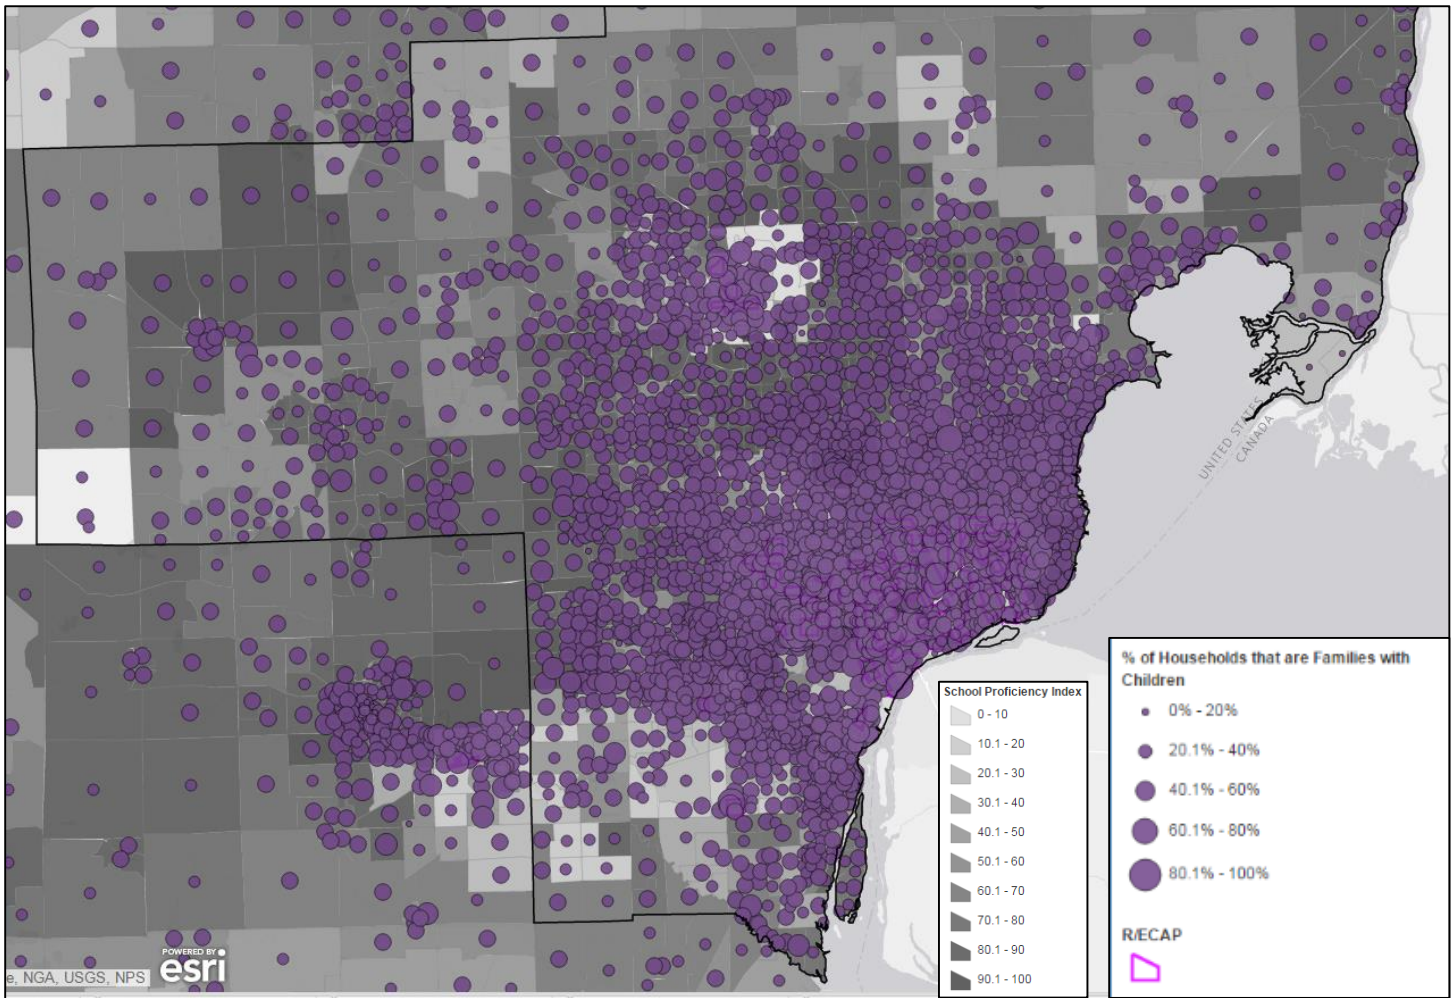 UNITED STATES
CANADA
School Proficiency Index
0 - 10
10.1 - 20
20.1 - 30
30.1 - 40
40.1 - 50
50.1 - 60
60.1 - 70
70.1 - 80
80.1 - 90
90.1 - 100
% of Households that are Families with
Children
0% - 20%
20.1% - 40%
40.1% - 60%
60.1% - 80%
80.1% - 100%
R/ECAP
POWERED BY
esri
e, NGA, USGS, NPS